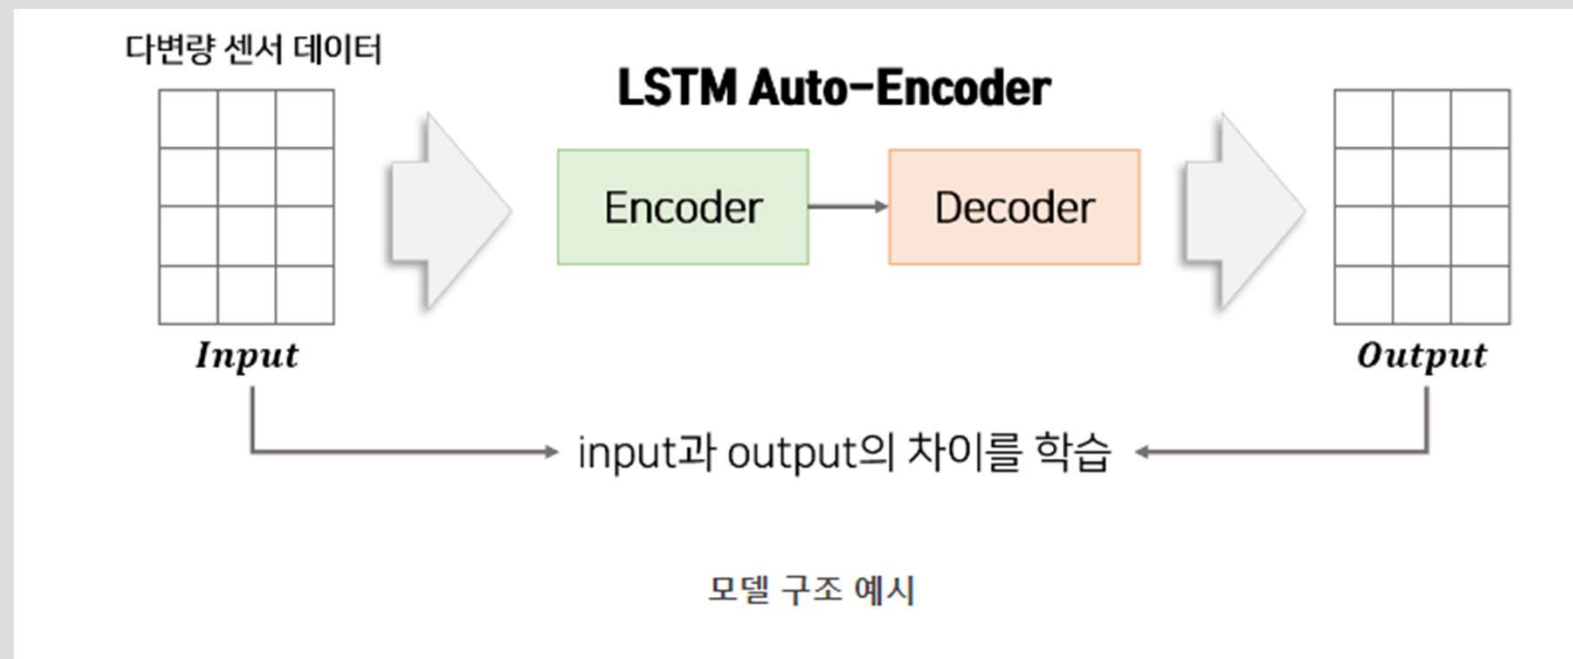 다변량 센서 데이터
LSTM Auto-Encoder
Encoder
Decoder
Input
Output
input과 output의 차이를 학습
모델 구조 예시